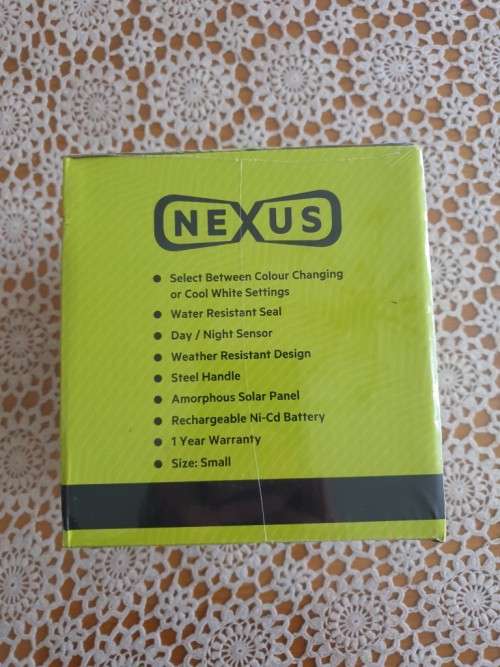 NEXUS
● Select Between Colour Changing
or Cool White Settings
● Water Resistant Seal
● Day / Night Sensor
● Weather Resistant Design
● Steel Handle
● Amorphous Solar Panel
● Rechargeable Ni-Cd Battery
● 1 Year Warranty
● Size: Small